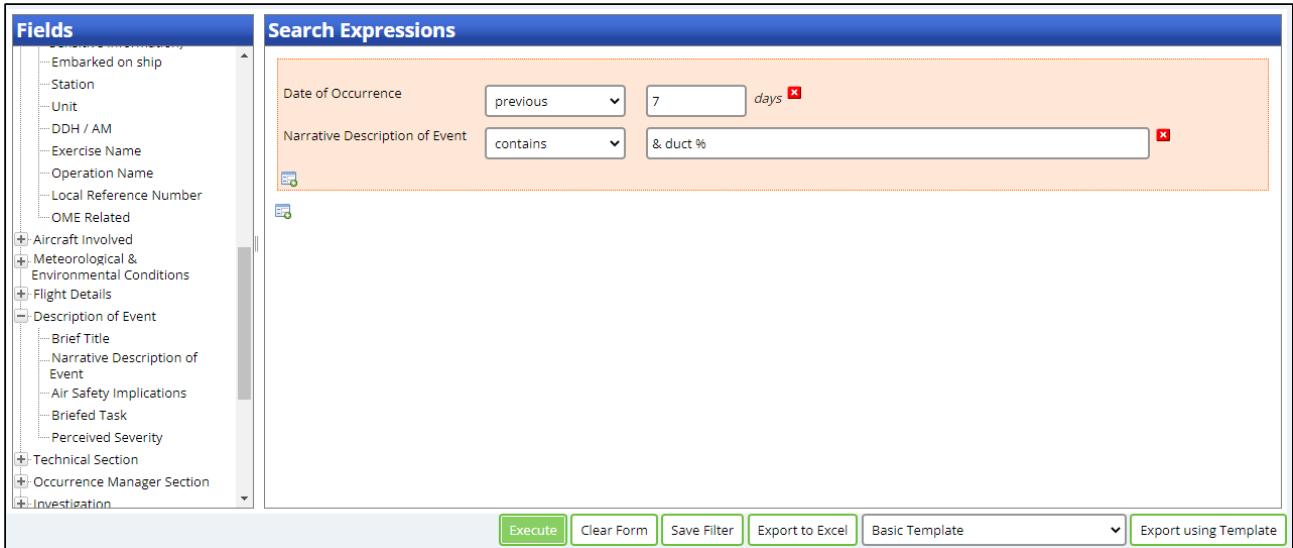 Fields
Embarked on ship
Station
Unit
DDH / AM
Exercise Name
Operation Name
Local Reference Number
OME Related
Aircraft Involved
Meteorological &
Environmental Conditions
Flight Details
Description of Event
Brief Title
Narrative Description of
Event
Air Safety Implications
Briefed Task
Perceived Severity
Technical Section
Occurrence Manager Section
Investigation
Search Expressions
Date of Occurrence previous 7 days
Narrative Description of Event contains & duct %
Execute Clear Form Save Filter Export to Excel Basic Template Export using Template